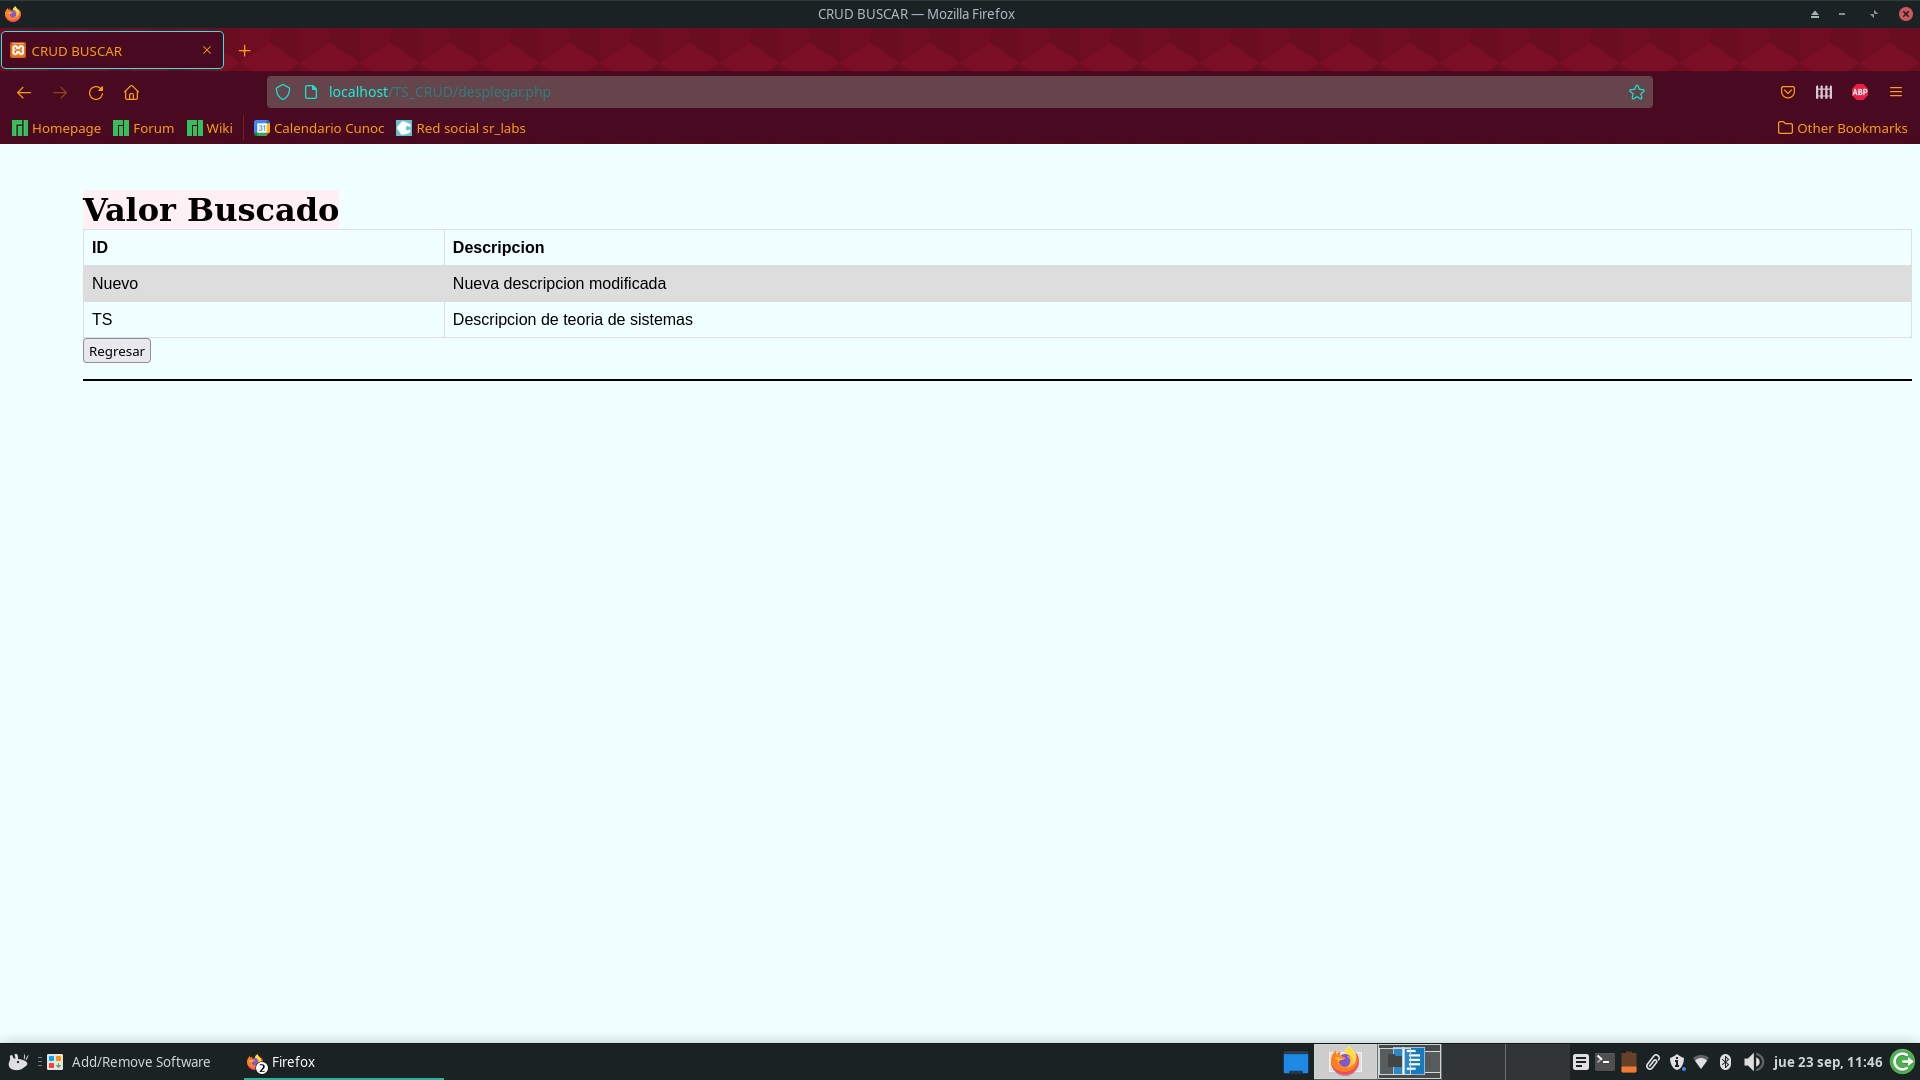 CRUD BUSCAR — Mozilla Firefox
CRUD BUSCAR
localhost/TS_CRUD/desplegar.php
ABP
Homepage Forum Wiki 31 Calendario Cunoc Red social sr_labs Other Bookmarks
Valor Buscado
ID Descripcion
Nuevo Nueva descripcion modificada
TS Descripcion de teoria de sistemas
Regresar
Add/Remove Software 2 Firefox jue 23 sep, 11:46